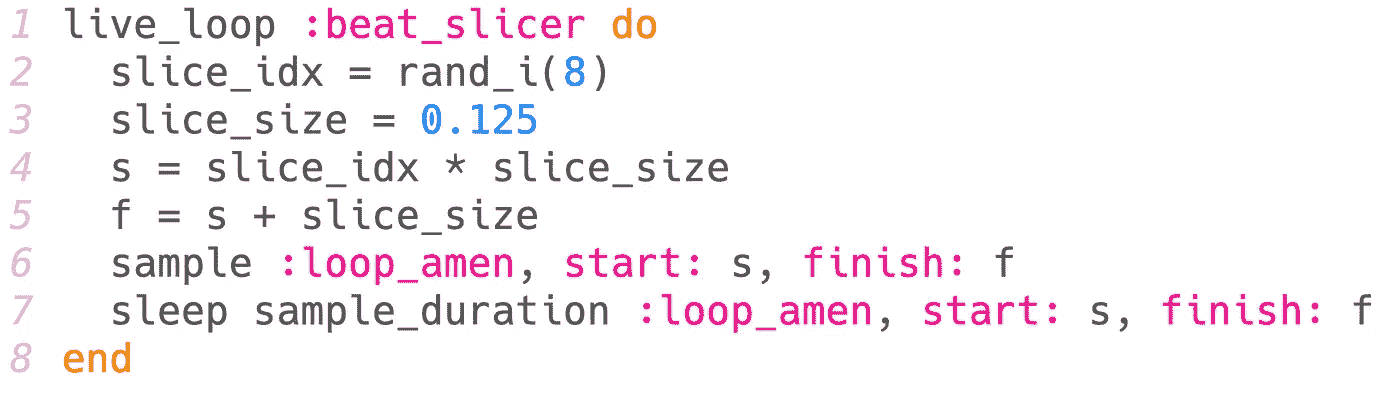 1 live_loop :beat_slicer do
2   slice_idx = rand_i(8)
3   slice_size = 0.125
4   s = slice_idx * slice_size
5   f = s + slice_size
6   sample :loop_amen, start: s, finish: f
7   sleep sample_duration :loop_amen, start: s, finish: f
8 end